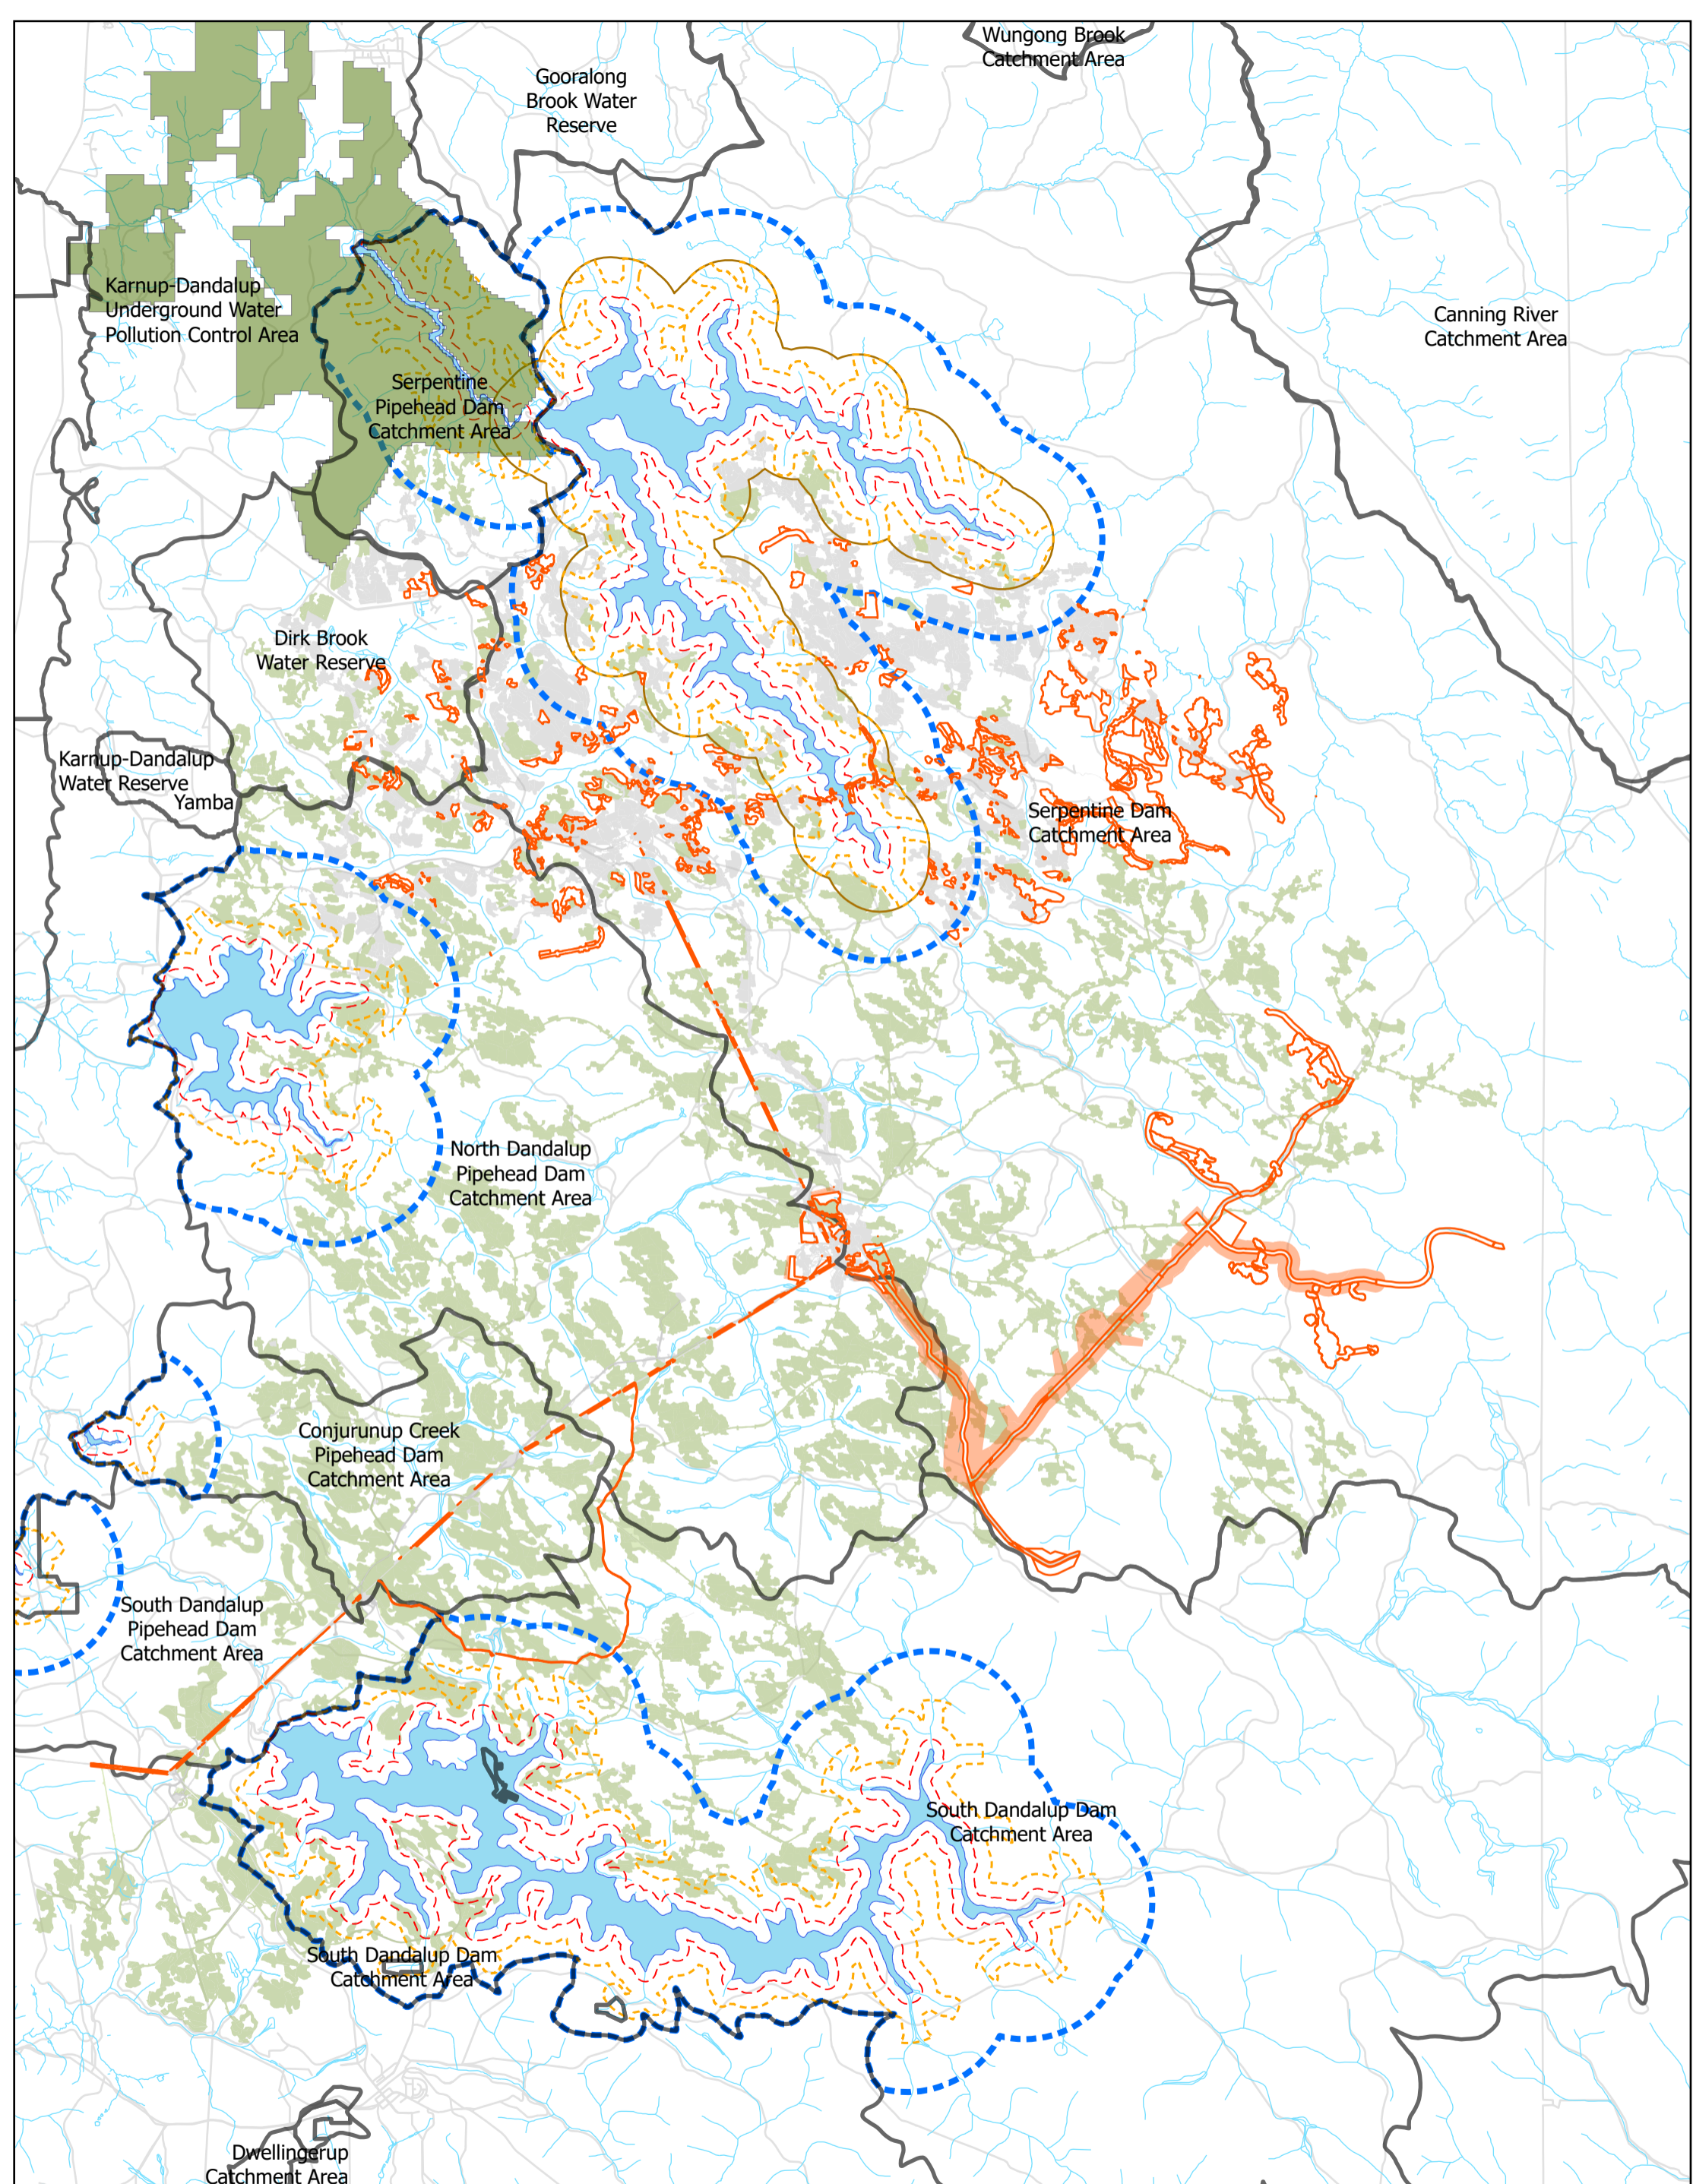 Wungong Brook
Catchment Area
Gooralong
Brook Water
Reserve
Karnup-Dandalup
Underground Water
Pollution Control Area
Canning River
Catchment Area
Serpentine
Pipehead Dam
Catchment Area
Dirk Brook
Water Reserve
Karnup-Dandalup
Water Reserve
Yamba
Serpentine Dam
Catchment Area
North Dandalup
Pipehead Dam
Catchment Area
Conjurunup Creek
Pipehead Dam
Catchment Area
South Dandalup
Pipehead Dam
Catchment Area
South Dandalup Dam
Catchment Area
South Dandalup Dam
Catchment Area
Dwellingerup
Catchment Area